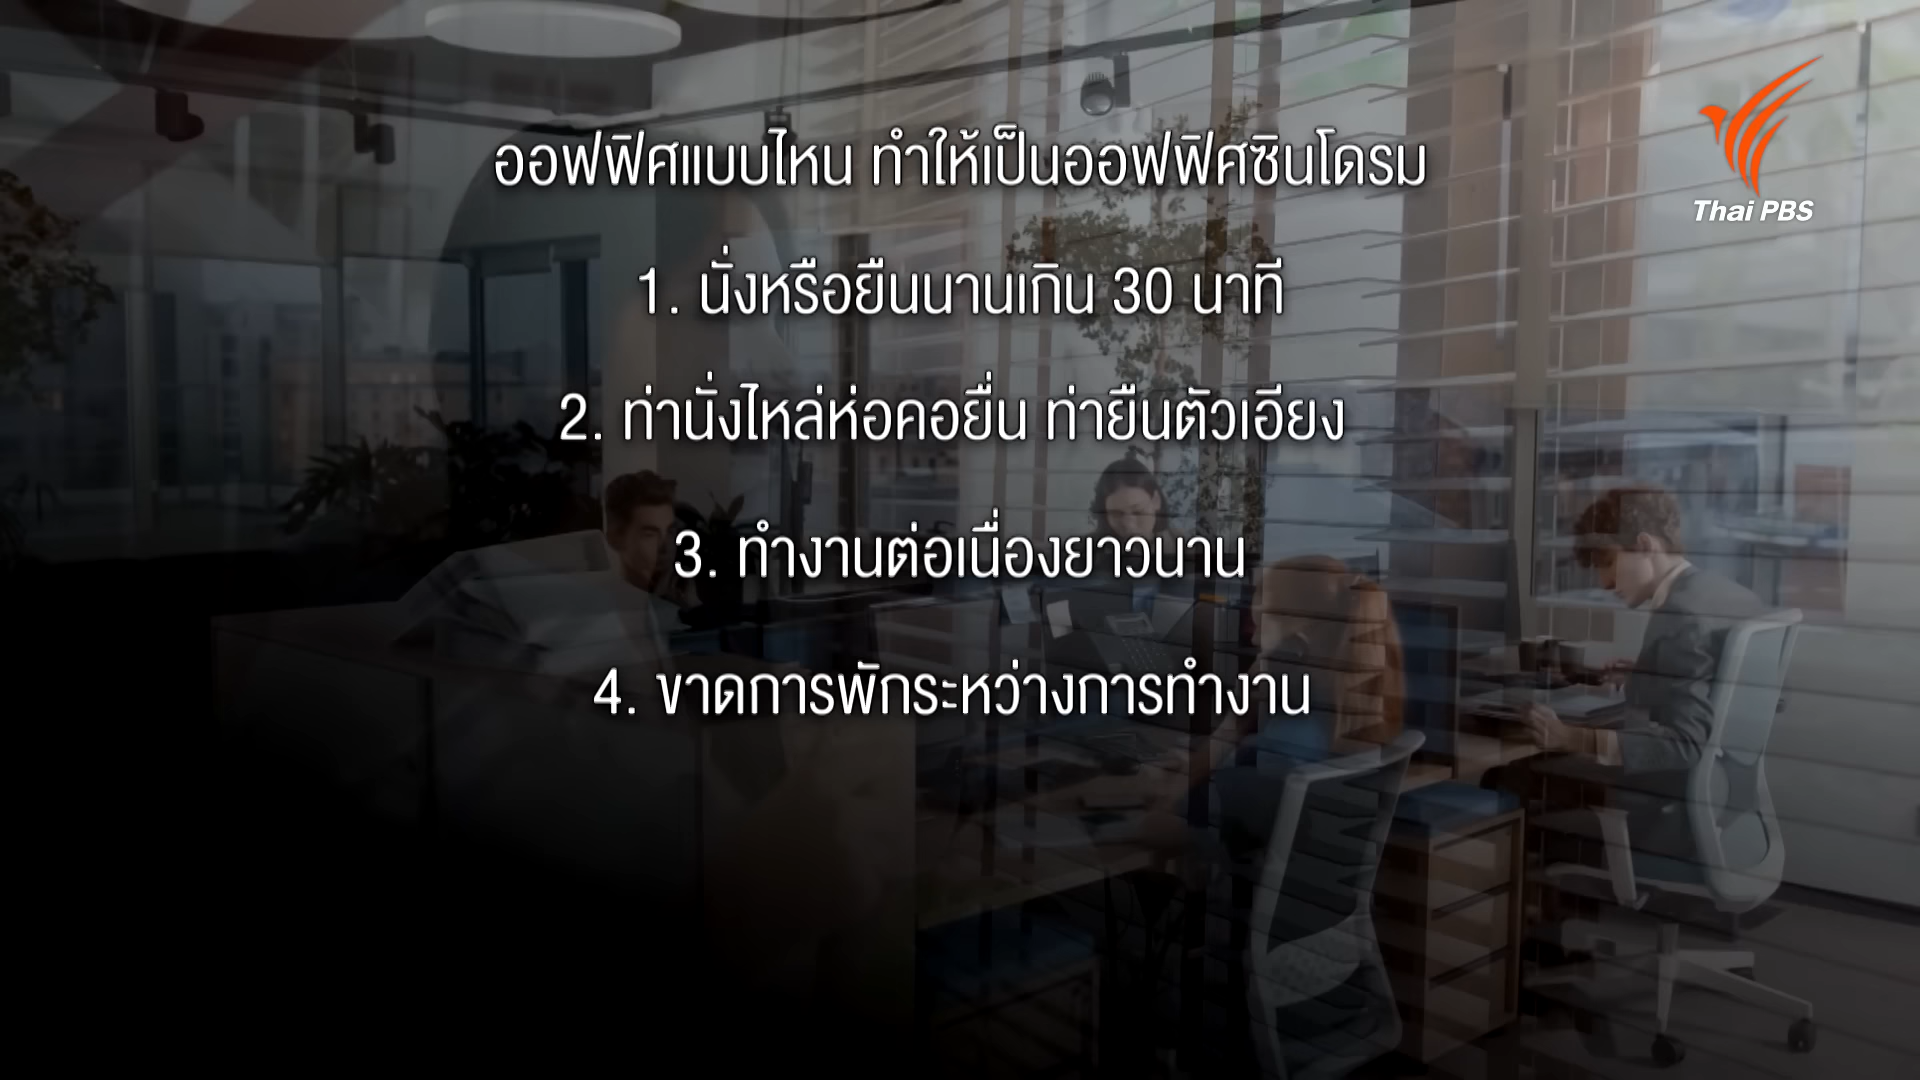 ออฟฟิศแบบไหน ทำให้เป็นออฟฟิศซินโดรม
Thai PBS
1. นั่งหรือยืนนานเกิน 30 นาที
2. ท่านั่งไหล่ห่อคอยื่น ท่ายืนตัวเอียง
3. ทำงานต่อเนื่องยาวนาน
4. ขาดการพักระหว่างการทำงาน